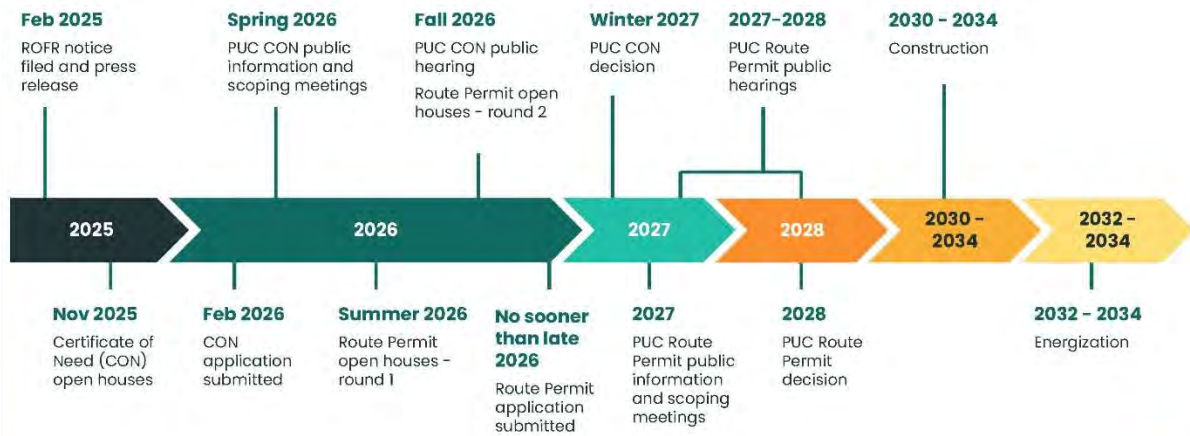 Feb 2025
ROFR notice
filed and press
release
Spring 2026
PUC CON public
information and
scoping meetings
Fall 2026
PUC CON public
hearing
Route Permit open
houses - round 2
Winter 2027
PUC CON
decision
2027-2028
PUC Route
Permit public
hearings
2030 - 2034
Construction
2025
2026
2027
2028
2030 -
2034
2032 -
2034
Nov 2025
Certificate of
Need (CON)
open houses
Feb 2026
CON
application
submitted
Summer 2026
Route Permit
open houses -
round 1
No sooner
than late
2026
Route Permit
application
submitted
2027
PUC Route
Permit public
information
and scoping
meetings
2028
PUC Route
Permit
decision
2032 - 2034
Energization